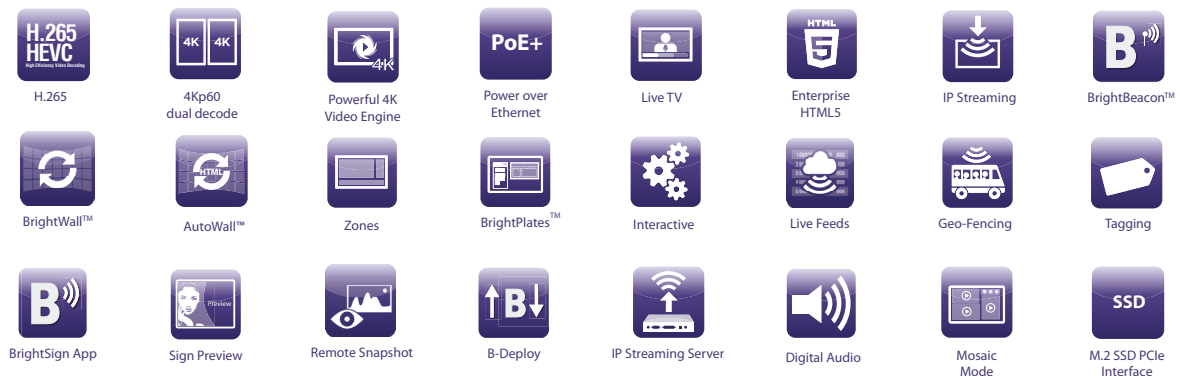 H.265
HEVC
High Efficiency Video Decoding
H.265
4K 4K
4Kp60
dual decode
4K
Powerful 4K
Video Engine
PoE+
Power over
Ethernet
Live TV
HTML
5
Enterprise
HTML5
IP Streaming
B
BrightBeacon™
BrightWall™
HTML
AutoWall™
Zones
BrightPlates™
Interactive
Live Feeds
Geo-Fencing
Tagging
B
BrightSign App
Preview
Sign Preview
Remote Snapshot
B
B-Deploy
IP Streaming Server
Digital Audio
Mosaic
Mode
SSD
M.2 SSD PCIe
Interface